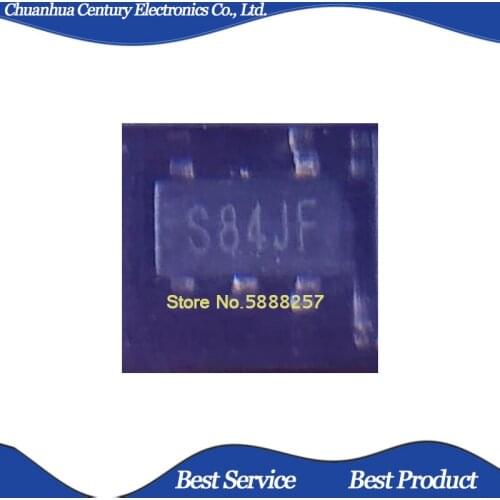 Chuanhua Century Electronics Co., Ltd.
S84JF
Store No.5888257
Best Service
Best Product